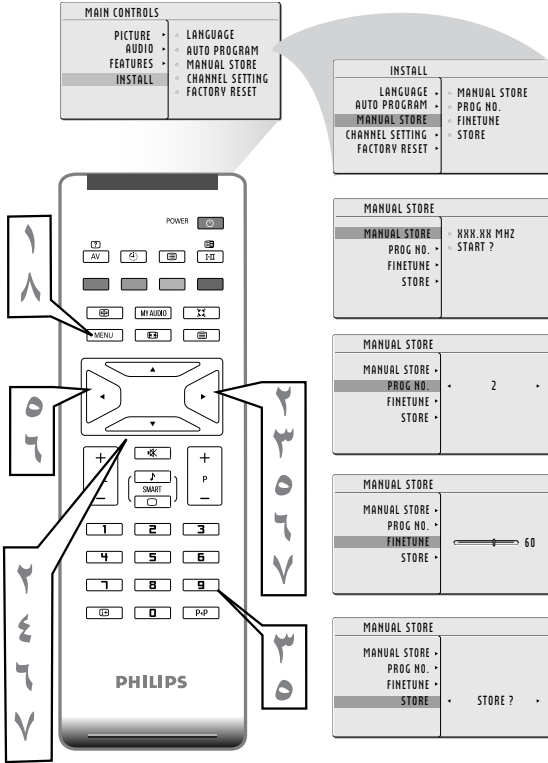 MAIN CONTROLS
PICTURE
AUDIO
FEATURES
INSTALL
LANGUAGE
AUTO PROGRAM
MANUAL STORE
CHANNEL SETTING
FACTORY RESET
INSTALL
LANGUAGE
AUTO PROGRAM
MANUAL STORE
CHANNEL SETTING
FACTORY RESET
MANUAL STORE
PROG NO.
FINETUNE
STORE
MANUAL STORE
MANUAL STORE
PROG NO.
FINETUNE
STORE
XXX.XX MHZ
START ?
MANUAL STORE
MANUAL STORE
PROG NO. 2
FINETUNE
STORE
MANUAL STORE
MANUAL STORE
PROG NO.
FINETUNE 60
STORE
MANUAL STORE
MANUAL STORE
PROG NO.
FINETUNE
STORE STORE ?
POWER
?
AV I-II
MY AUDIO
MENU
+ +
P
SMART
− −
1 2 3
4 5 6
7 8 9
i+ 0 P•P
PHILIPS
١
٨
٥
٦
٢
٤
٦
٧
٢
٣
٥
٦
٧
٣
٥